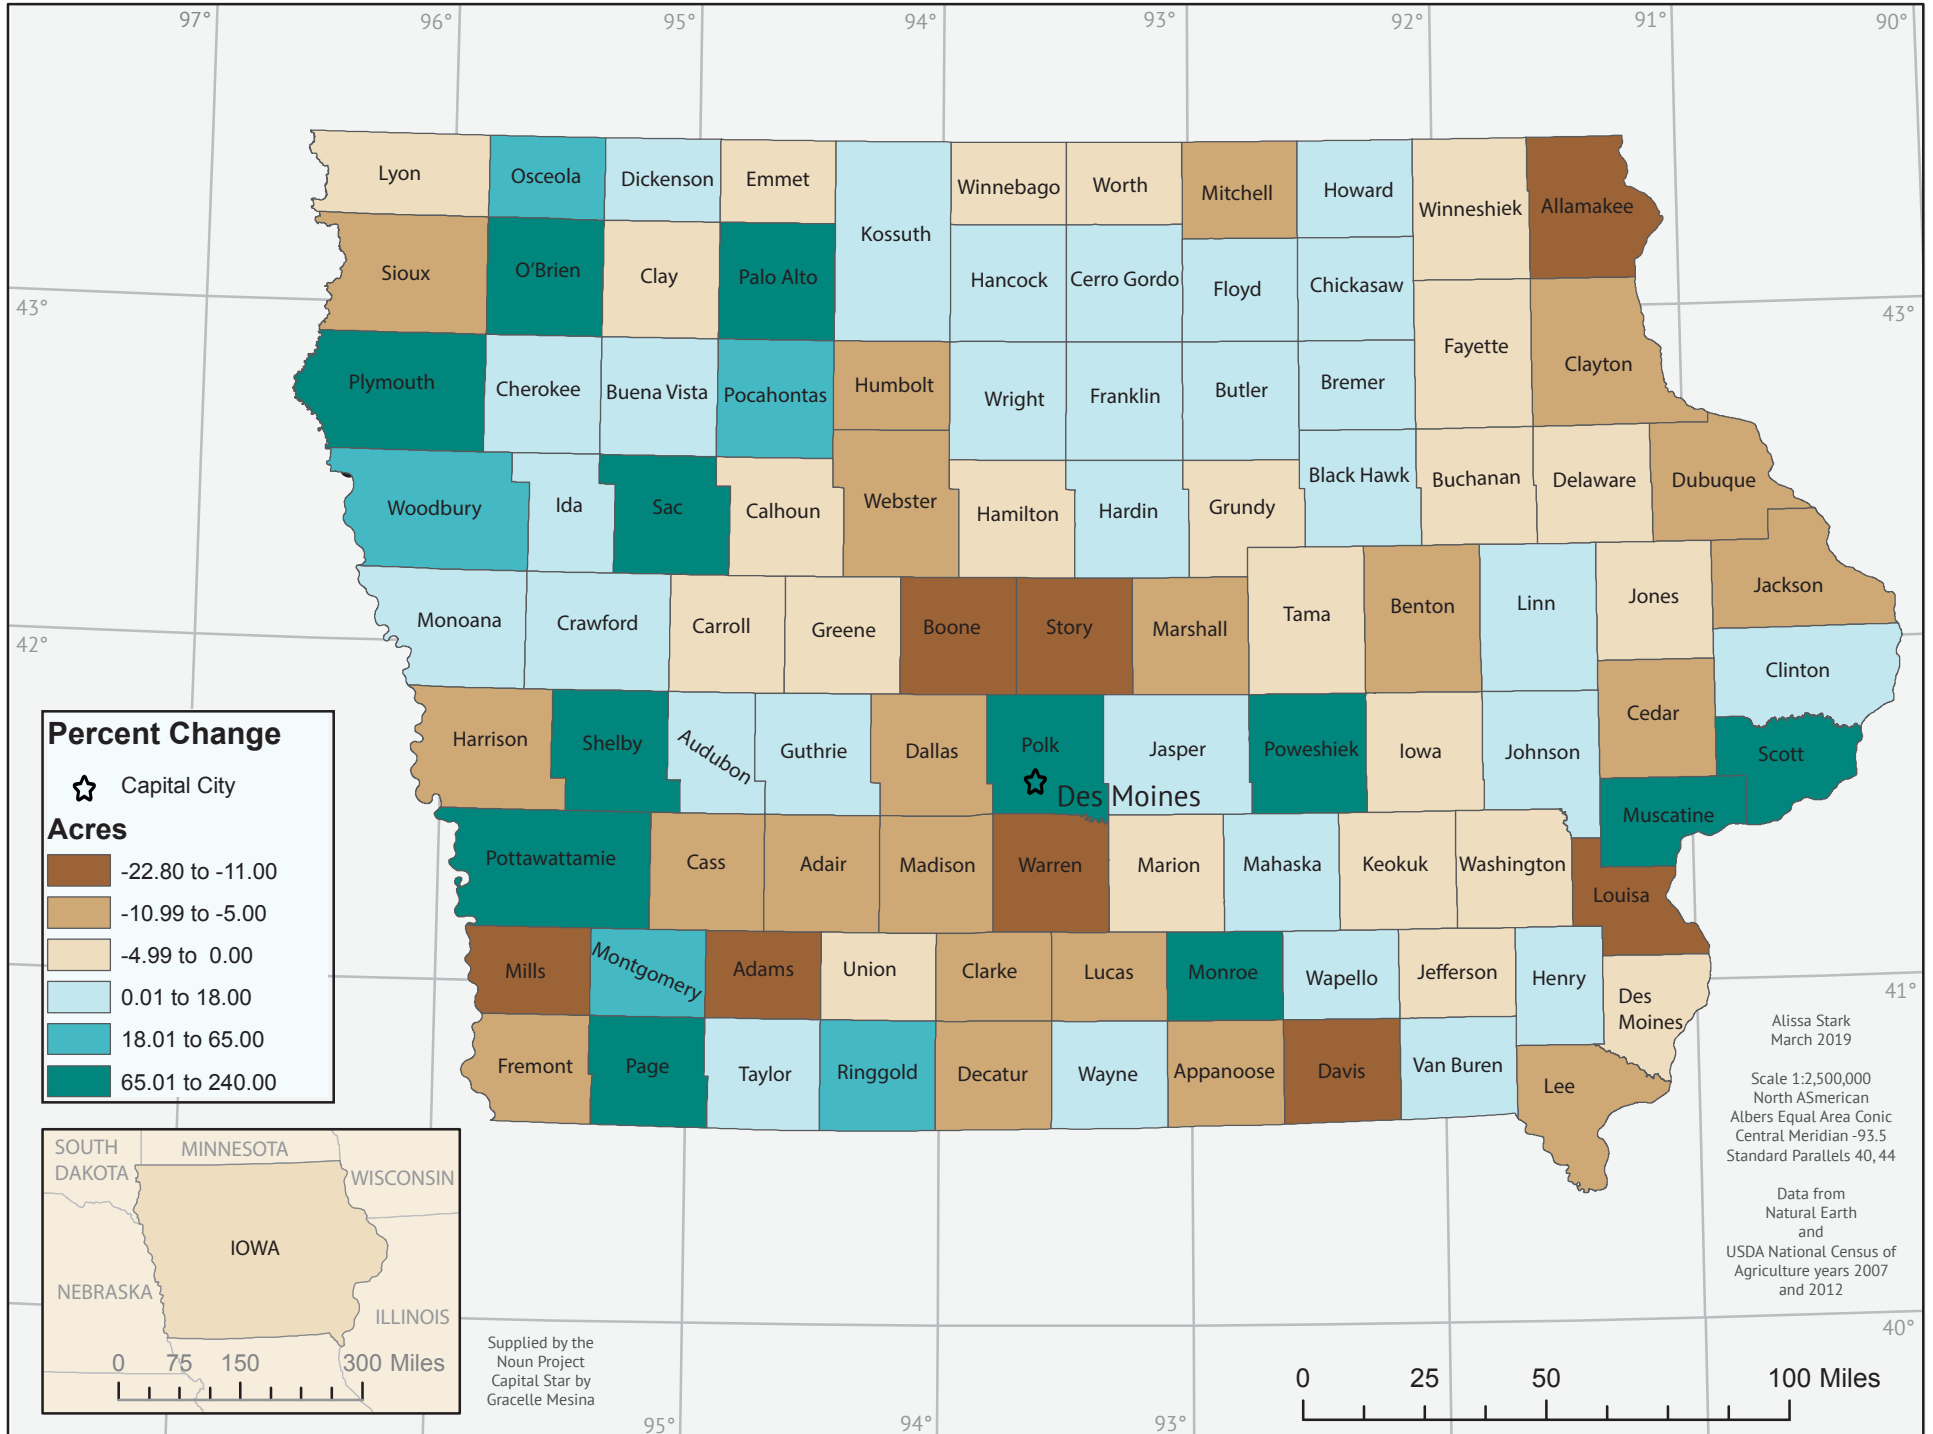 97°
96°
95°
94°
93°
92°
91°
90°
Lyon
Osceola
Dickenson
Emmet
Kossuth
Winnebago
Worth
Mitchell
Howard
Winneshiek
Allamakee
Sioux
O'Brien
Clay
Palo Alto
Hancock
Cerro Gordo
Floyd
Chickasaw
43°
43°
Fayette
Clayton
Plymouth
Cherokee
Buena Vista
Pocahontas
Humbolt
Wright
Franklin
Butler
Bremer
Woodbury
Ida
Sac
Calhoun
Webster
Hamilton
Hardin
Grundy
Black Hawk
Buchanan
Delaware
Dubuque
42°
Monoana
Crawford
Carroll
Greene
Boone
Story
Marshall
Tama
Benton
Linn
Jones
Jackson
Clinton
Harrison
Shelby
Audubon
Guthrie
Dallas
Polk
Des Moines
Jasper
Poweshiek
Iowa
Johnson
Cedar
Scott
Muscatine
Pottawattamie
Cass
Adair
Madison
Warren
Marion
Mahaska
Keokuk
Washington
Louisa
Mills
Montgomery
Adams
Union
Clarke
Lucas
Monroe
Wapello
Jefferson
Henry
Des
Moines
41°
Fremont
Page
Taylor
Ringgold
Decatur
Wayne
Appanoose
Davis
Van Buren
Lee
Percent Change
Capital City
Acres
-22.80 to -11.00
-10.99 to -5.00
-4.99 to 0.00
0.01 to 18.00
18.01 to 65.00
65.01 to 240.00
SOUTH
DAKOTA
MINNESOTA
WISCONSIN
IOWA
NEBRASKA
ILLINOIS
0 75 150 300 Miles
Supplied by the
Noun Project
Capital Star by
Gracelle Mesina
Alissa Stark
March 2019
Scale 1:2,500,000
North ASmerican
Albers Equal Area Conic
Central Meridian -93.5
Standard Parallels 40, 44
Data from
Natural Earth
and
USDA National Census of
Agriculture years 2007
and 2012
40°
0 25 50 100 Miles
95°
94°
93°